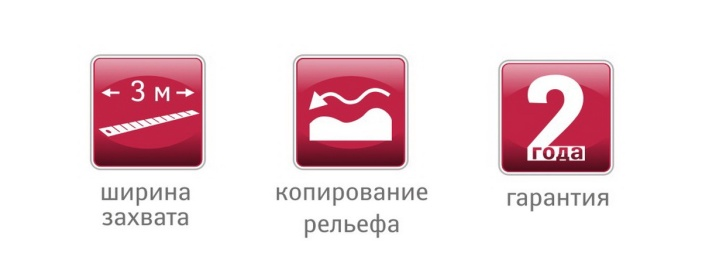 3 м
ширина
захвата
копирование
рельефа
2
года
гарантия